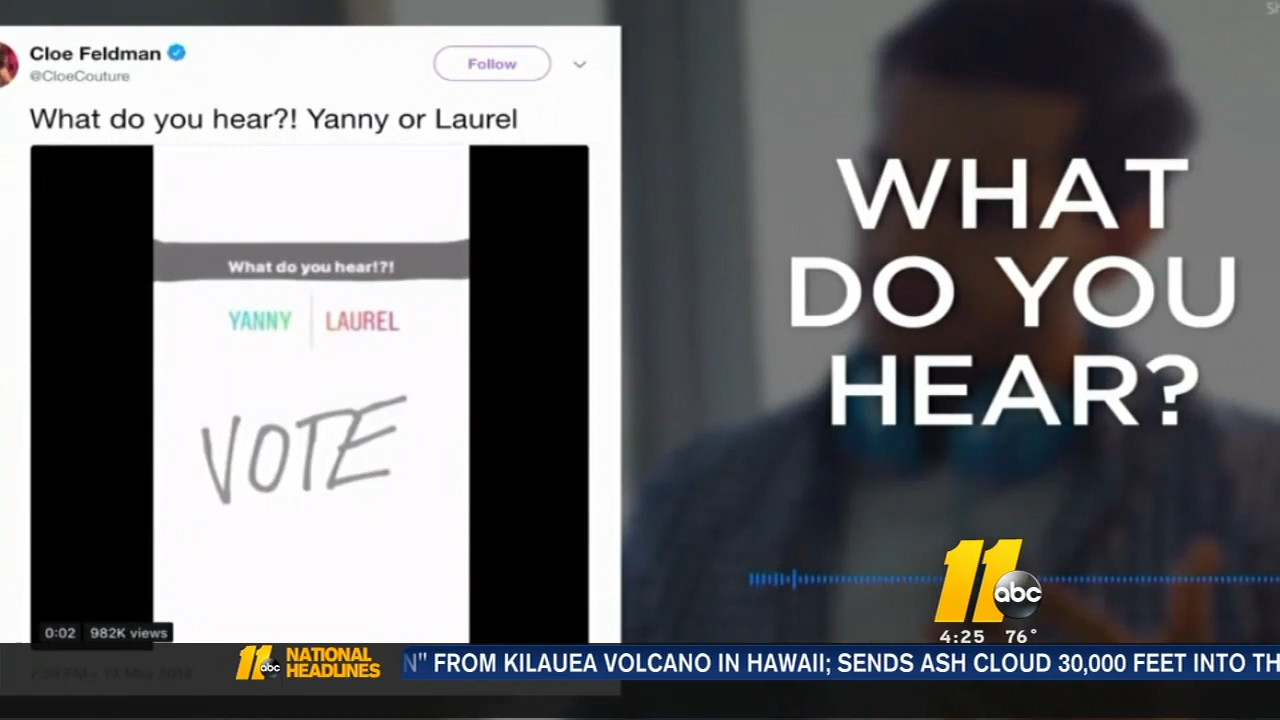 Cloe Feldman
@CloeCouture
Follow
What do you hear?! Yanny or Laurel
What do you hear!?!
YANNY | LAUREL
VOTE
0:02 982K views
WHAT
DO YOU
HEAR?
11 abc
4:25 76°
11 abc NATIONAL HEADLINES
N" FROM KILAUEA VOLCANO IN HAWAII; SENDS ASH CLOUD 30,000 FEET INTO TH